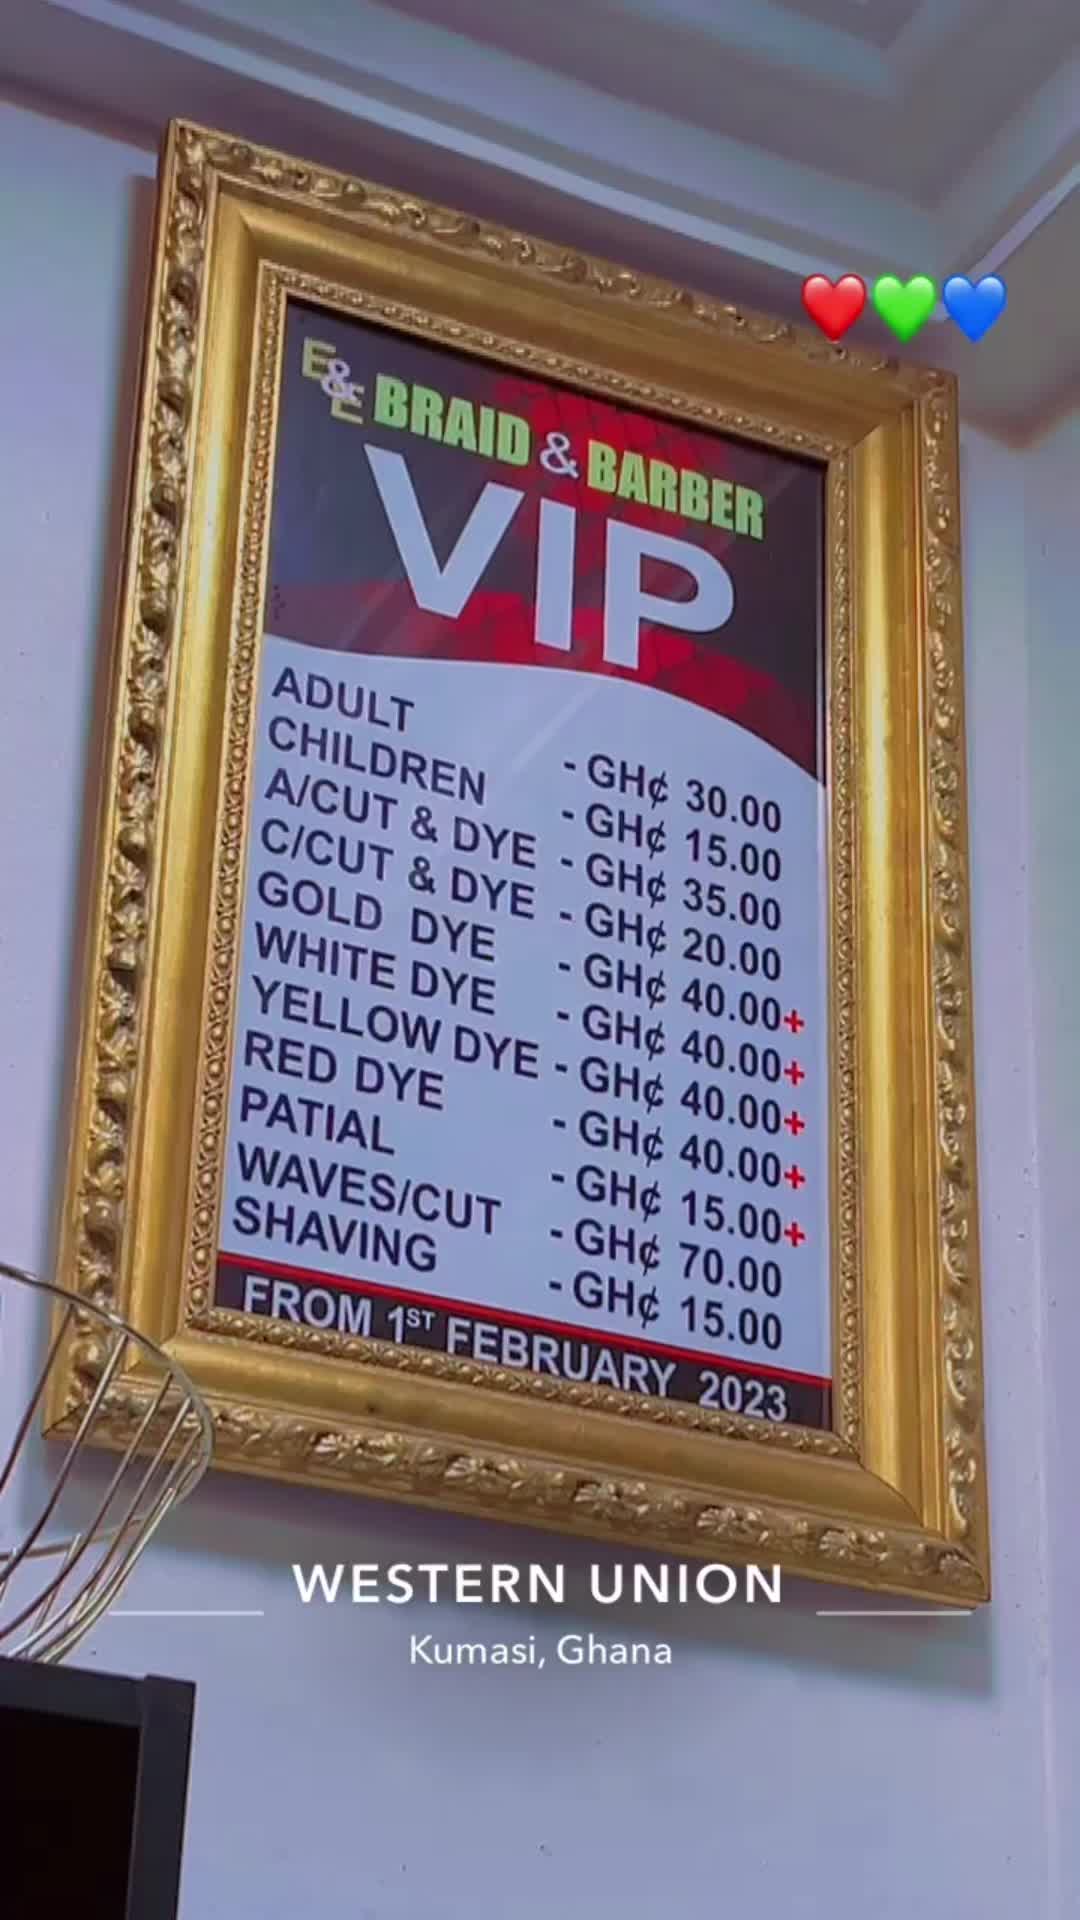 E&E BRAID & BARBER
VIP
ADULT - GH₵ 30.00
CHILDREN - GH₵ 15.00
A/CUT & DYE - GH₵ 35.00
C/CUT & DYE - GH₵ 20.00
GOLD DYE - GH₵ 40.00+
WHITE DYE - GH₵ 40.00+
YELLOW DYE - GH₵ 40.00+
RED DYE - GH₵ 40.00+
PATIAL - GH₵ 15.00+
WAVES/CUT - GH₵ 70.00
SHAVING - GH₵ 15.00
FROM 1ST FEBRUARY 2023
WESTERN UNION
Kumasi, Ghana